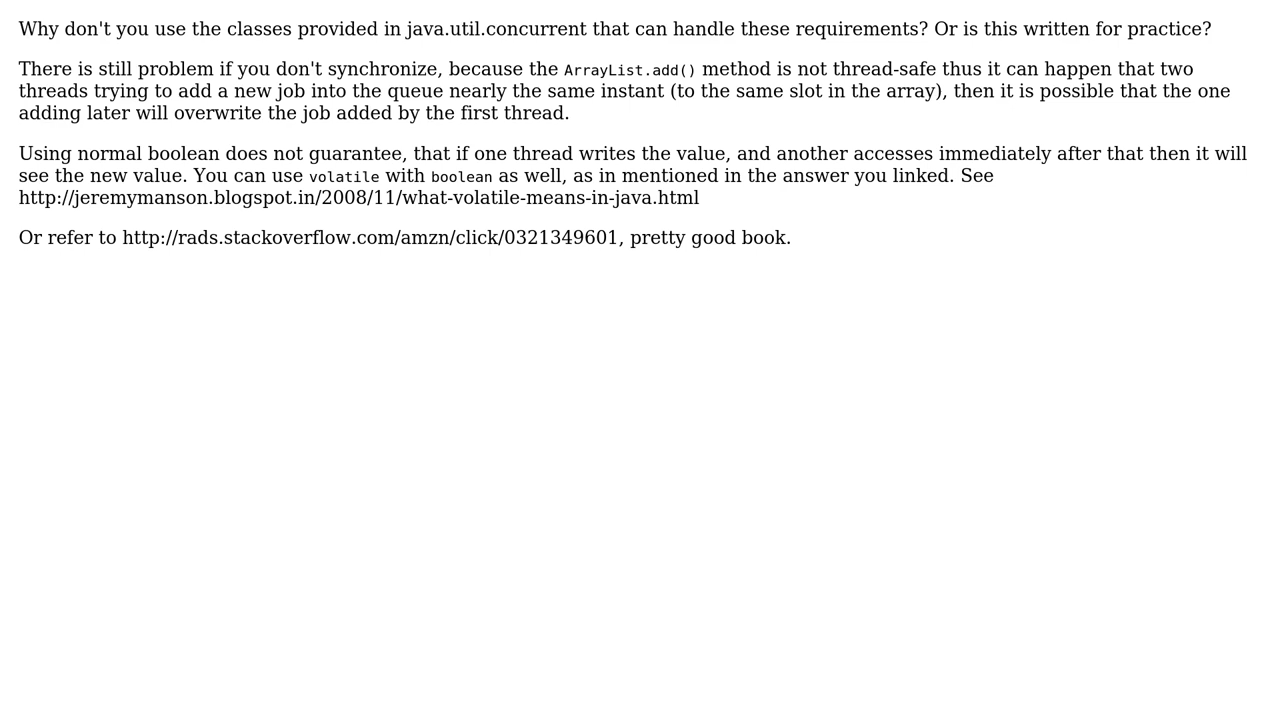 Why don't you use the classes provided in java.util.concurrent that can handle these requirements? Or is this written for practice?
There is still problem if you don't synchronize, because the ArrayList.add() method is not thread-safe thus it can happen that two
threads trying to add a new job into the queue nearly the same instant (to the same slot in the array), then it is possible that the one
adding later will overwrite the job added by the first thread.
Using normal boolean does not guarantee, that if one thread writes the value, and another accesses immediately after that then it will
see the new value. You can use volatile with boolean as well, as in mentioned in the answer you linked. See
http://jeremymanson.blogspot.in/2008/11/what-volatile-means-in-java.html
Or refer to http://rads.stackoverflow.com/amzn/click/0321349601, pretty good book.